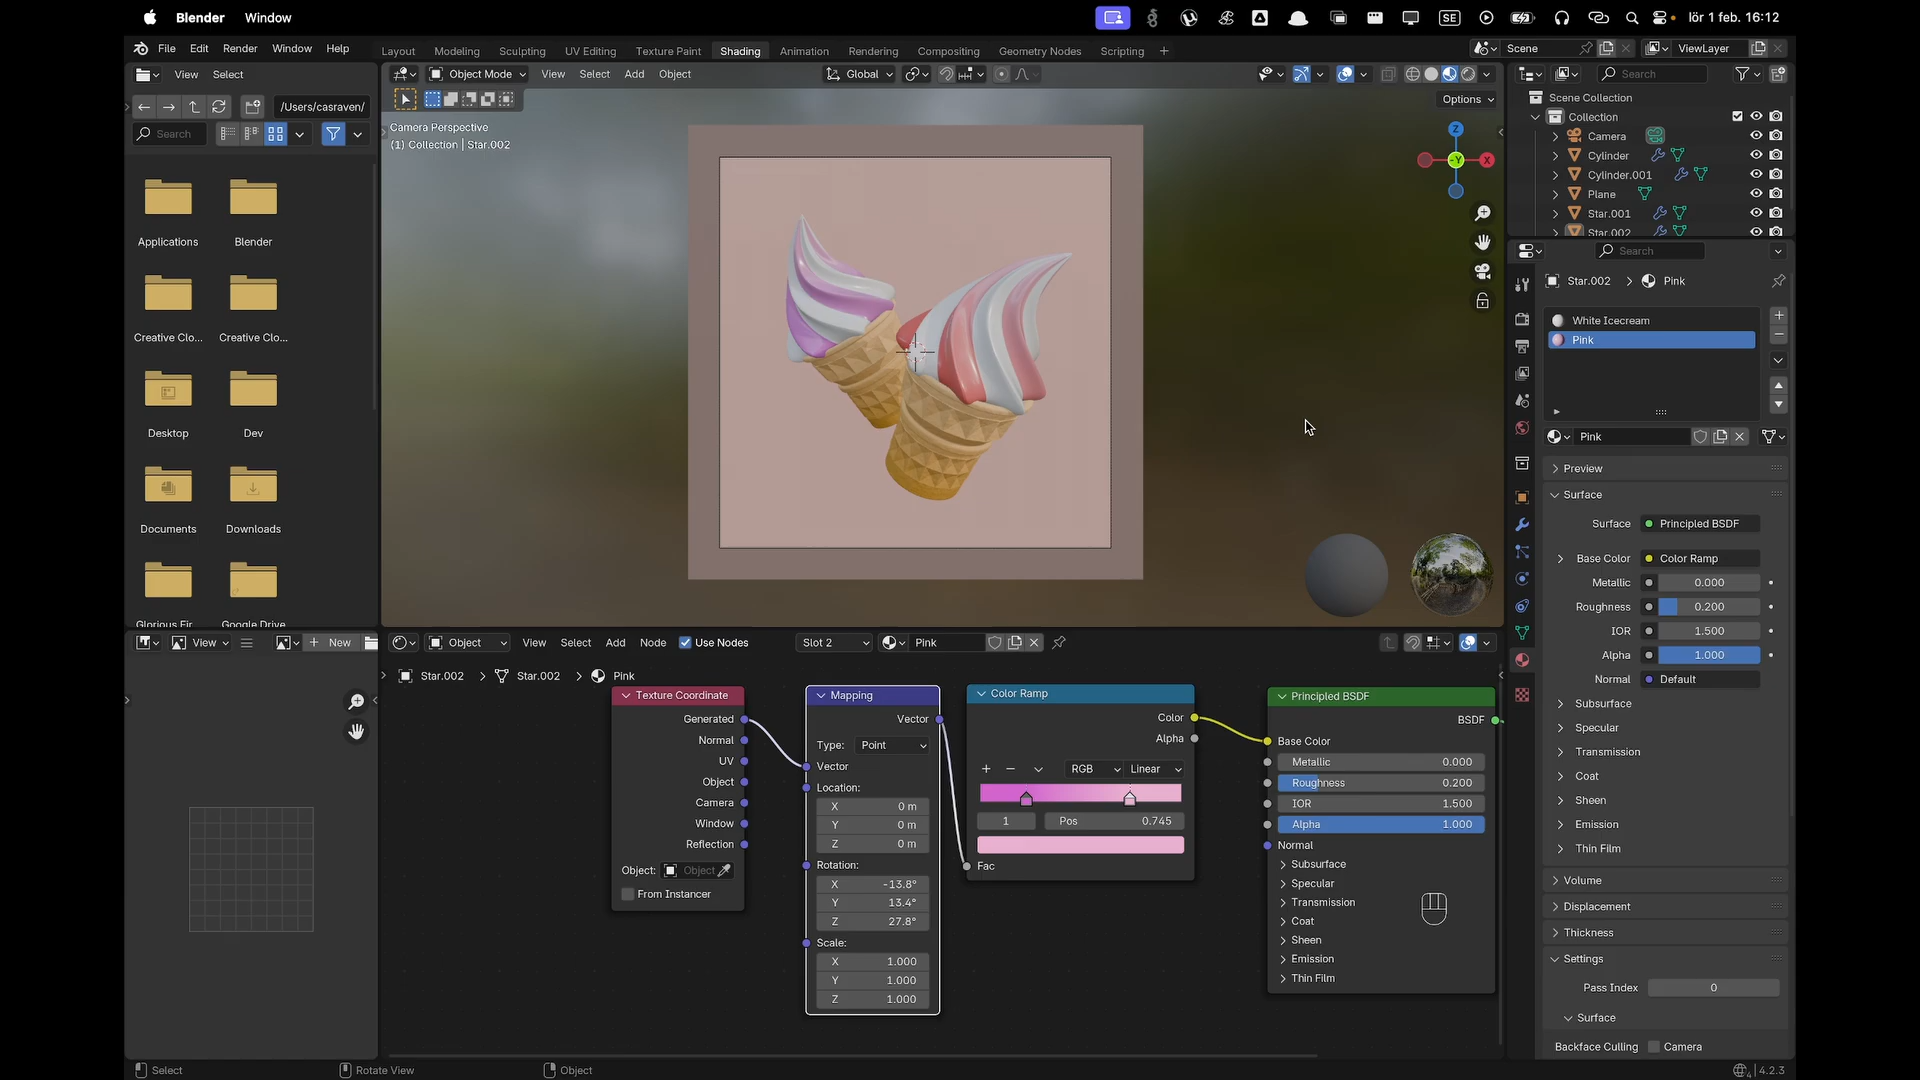 Blender Window SE lör 1 feb. 16:12
File Edit Render Window Help Layout Modeling Sculpting UV Editing Texture Paint Shading Animation Rendering Compositing Geometry Nodes Scripting + Scene ViewLayer
View Select
/Users/casraven/
Search
Applications Blender
Creative Clo... Creative Clo...
Desktop Dev
Documents Downloads
Glorious Fir... Google Drive
Object Mode View Select Add Object Global
Options
Camera Perspective
(1) Collection | Star.002
Z
-Y X
Search
Scene Collection
Collection
Camera
Cylinder
Cylinder.001
Plane
Star.001
Star.002
Search
Star.002 > Pink
White Icecream
Pink
Pink
Preview
Surface
Surface Principled BSDF
Base Color Color Ramp
Metallic 0.000
Roughness 0.200
IOR 1.500
Alpha 1.000
Normal Default
Subsurface
Specular
Transmission
Coat
Sheen
Emission
Thin Film
Volume
Displacement
Thickness
Settings
Pass Index 0
Surface
Backface Culling Camera
View + New
Object View Select Add Node Use Nodes Slot 2 Pink
Star.002 > Star.002 > Pink
Texture Coordinate
Generated
Normal
UV
Object
Camera
Window
Reflection
Object: Object
From Instancer
Mapping
Vector
Type: Point
Vector
Location:
X 0 m
Y 0 m
Z 0 m
Rotation:
X -13.8°
Y 13.4°
Z 27.8°
Scale:
X 1.000
Y 1.000
Z 1.000
Color Ramp
Color
Alpha
RGB Linear
1 Pos 0.745
Fac
Principled BSDF
BSDF
Base Color
Metallic 0.000
Roughness 0.200
IOR 1.500
Alpha 1.000
Normal
Subsurface
Specular
Transmission
Coat
Sheen
Emission
Thin Film
Select Rotate View Object 4.2.3